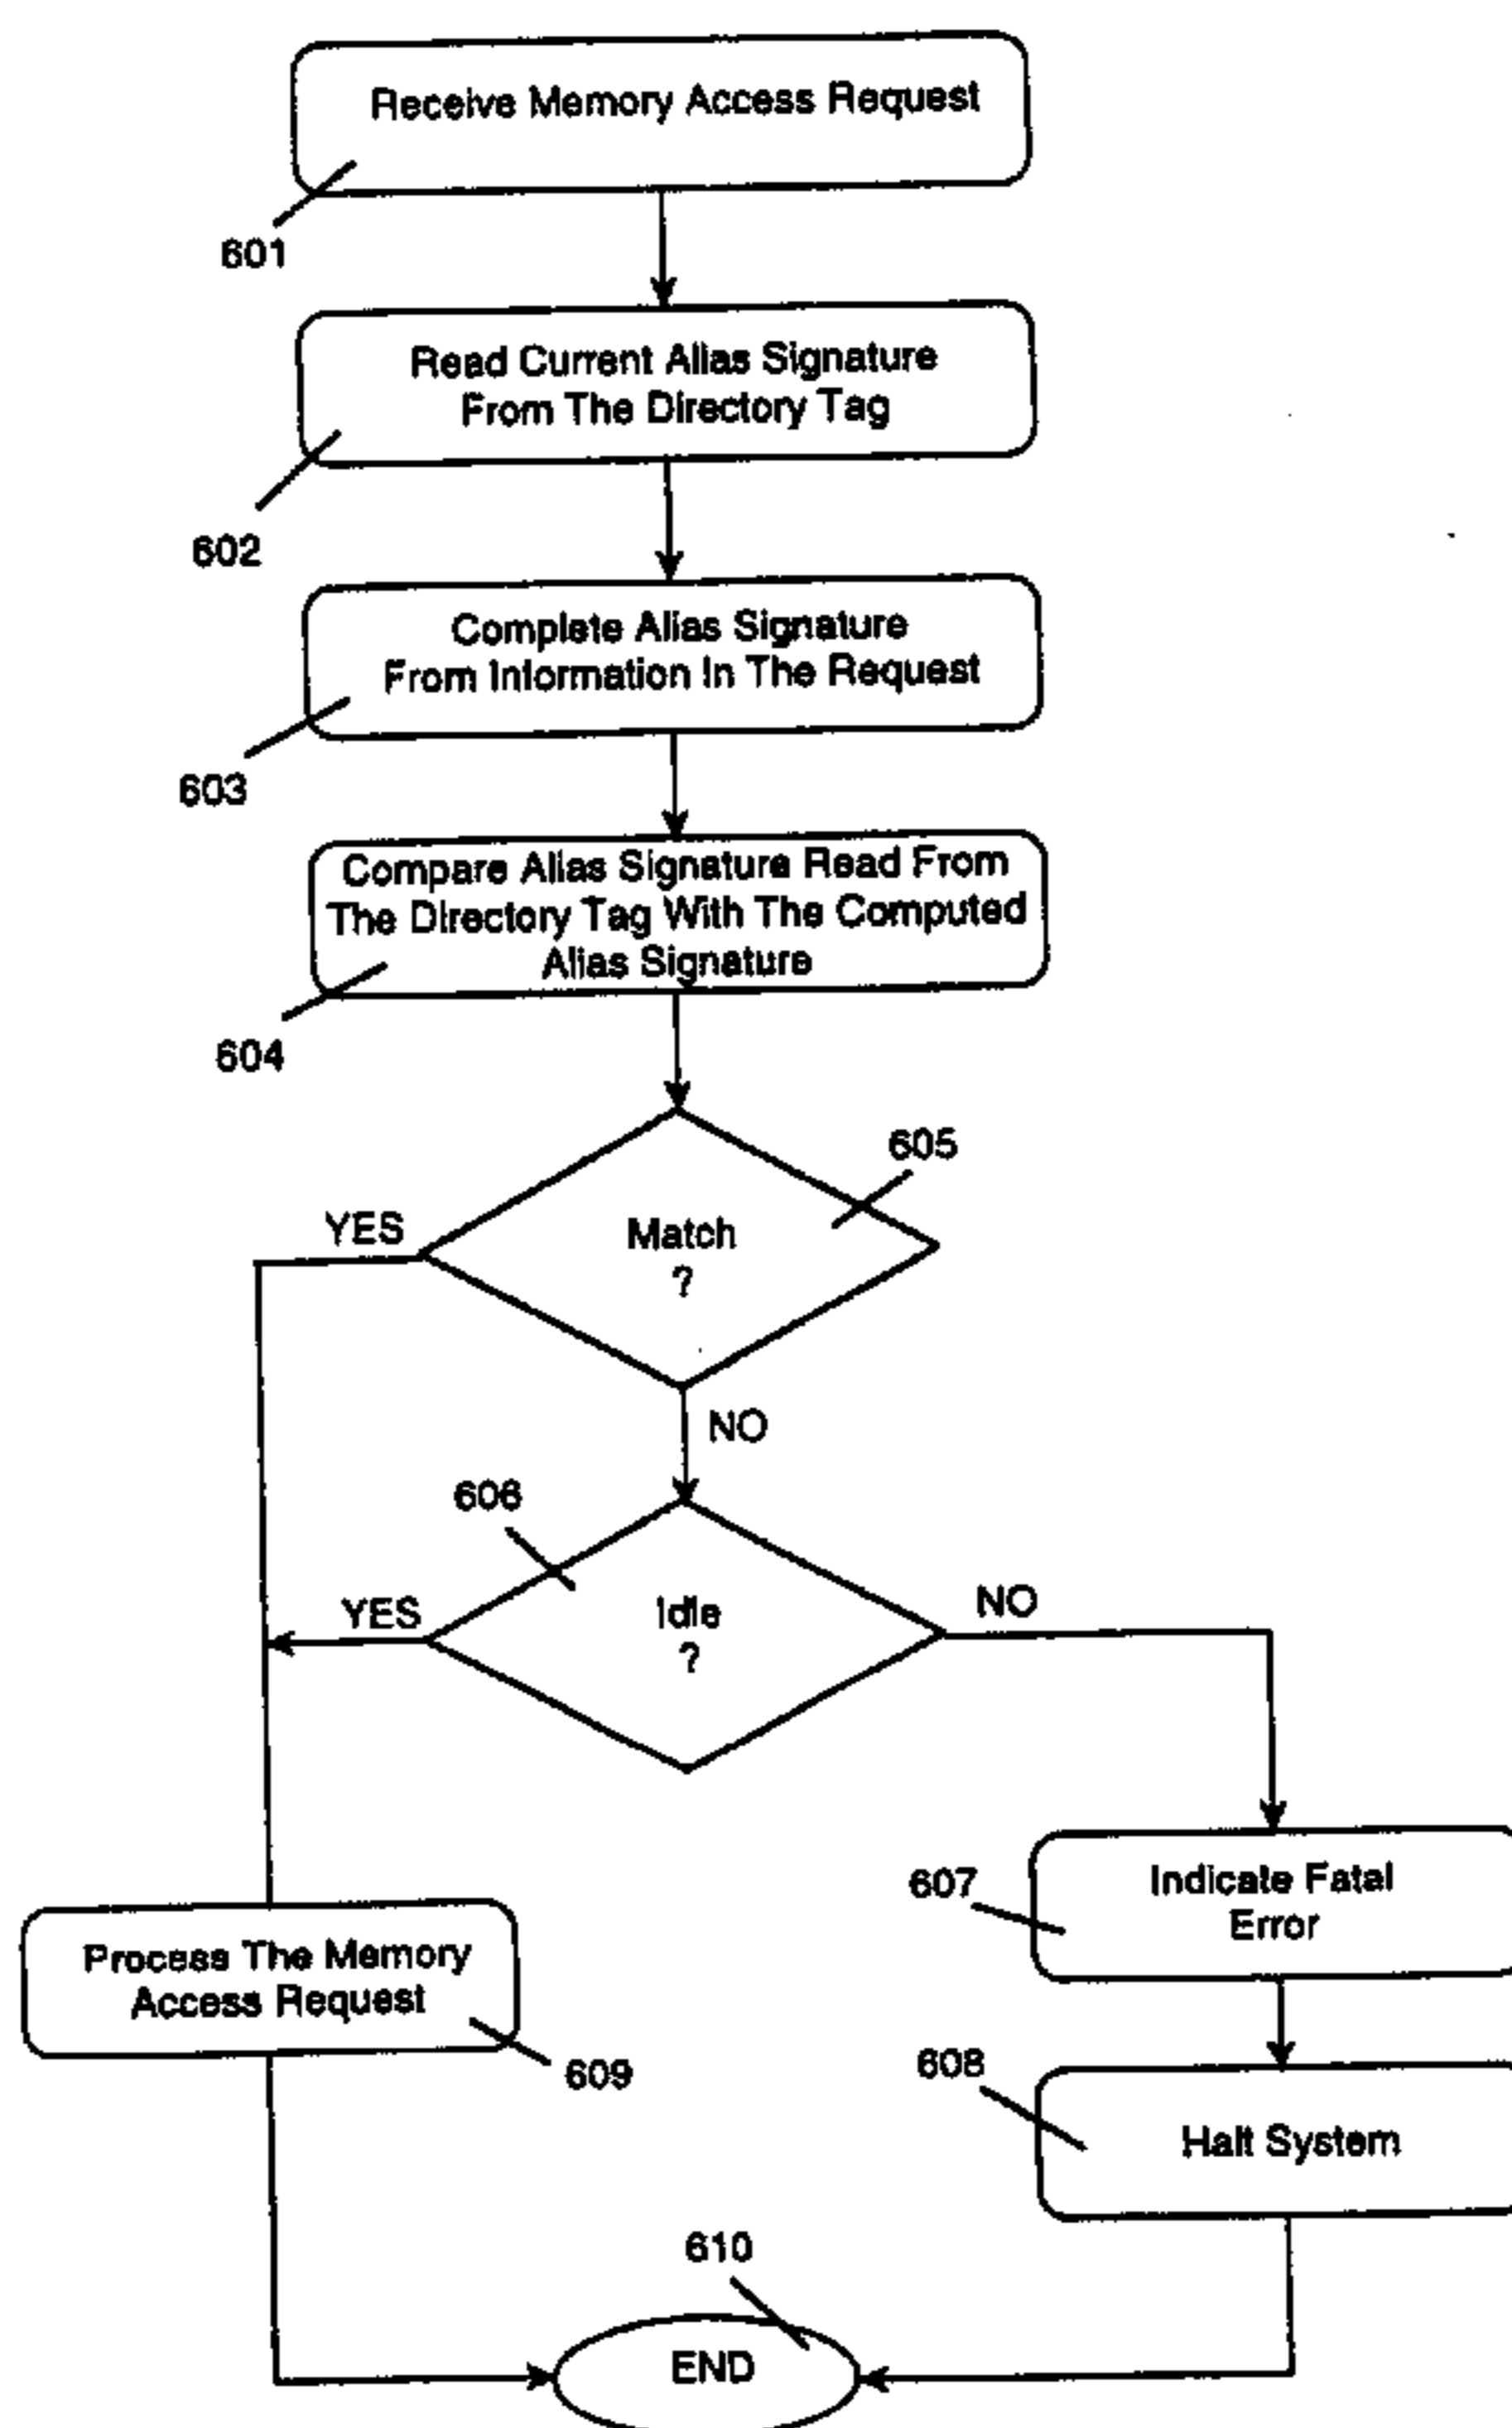 Receive Memory Access Request
601
Read Current Alias Signature
From The Directory Tag
602
Complete Alias Signature
From Information In The Request
603
Compare Alias Signature Read From
The Directory Tag With The Computed
Alias Signature
604
605
YES
Match
?
NO
606
YES
Idle
?
NO
607
Indicate Fatal
Error
Process The Memory
Access Request
609
608
Halt System
610
END